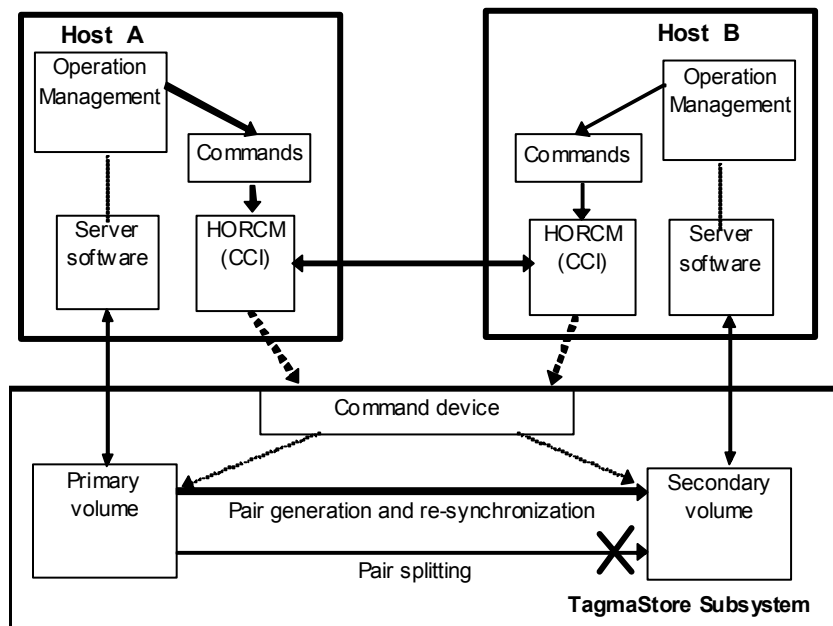 Host A
Operation
Management
Commands
HORCM
(CCI)
Server
software
Host B
Operation
Management
Commands
HORCM
(CCI)
Server
software
Command device
Primary
volume
Pair generation and re-synchronization
Pair splitting
Secondary
volume
TagmaStore Subsystem